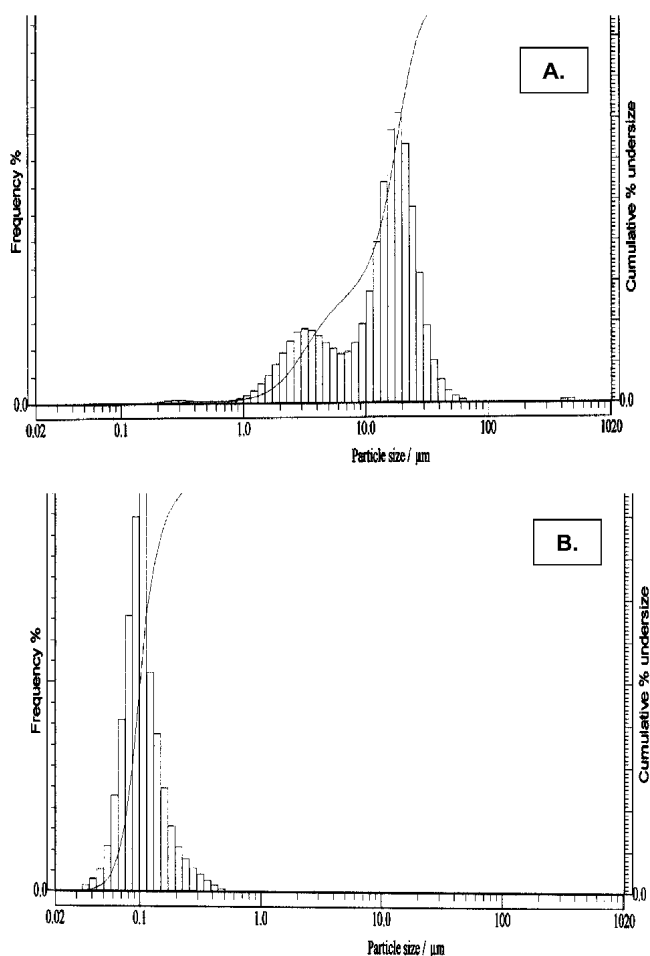 A.
Frequency %
Cumulative % undersize
0.0
0.0
0.02 0.1 1.0 10.0 100 1020
Particle size / µm
B.
Frequency %
Cumulative % undersize
0.0
0.0
0.02 0.1 1.0 10.0 100 1020
Particle size / µm